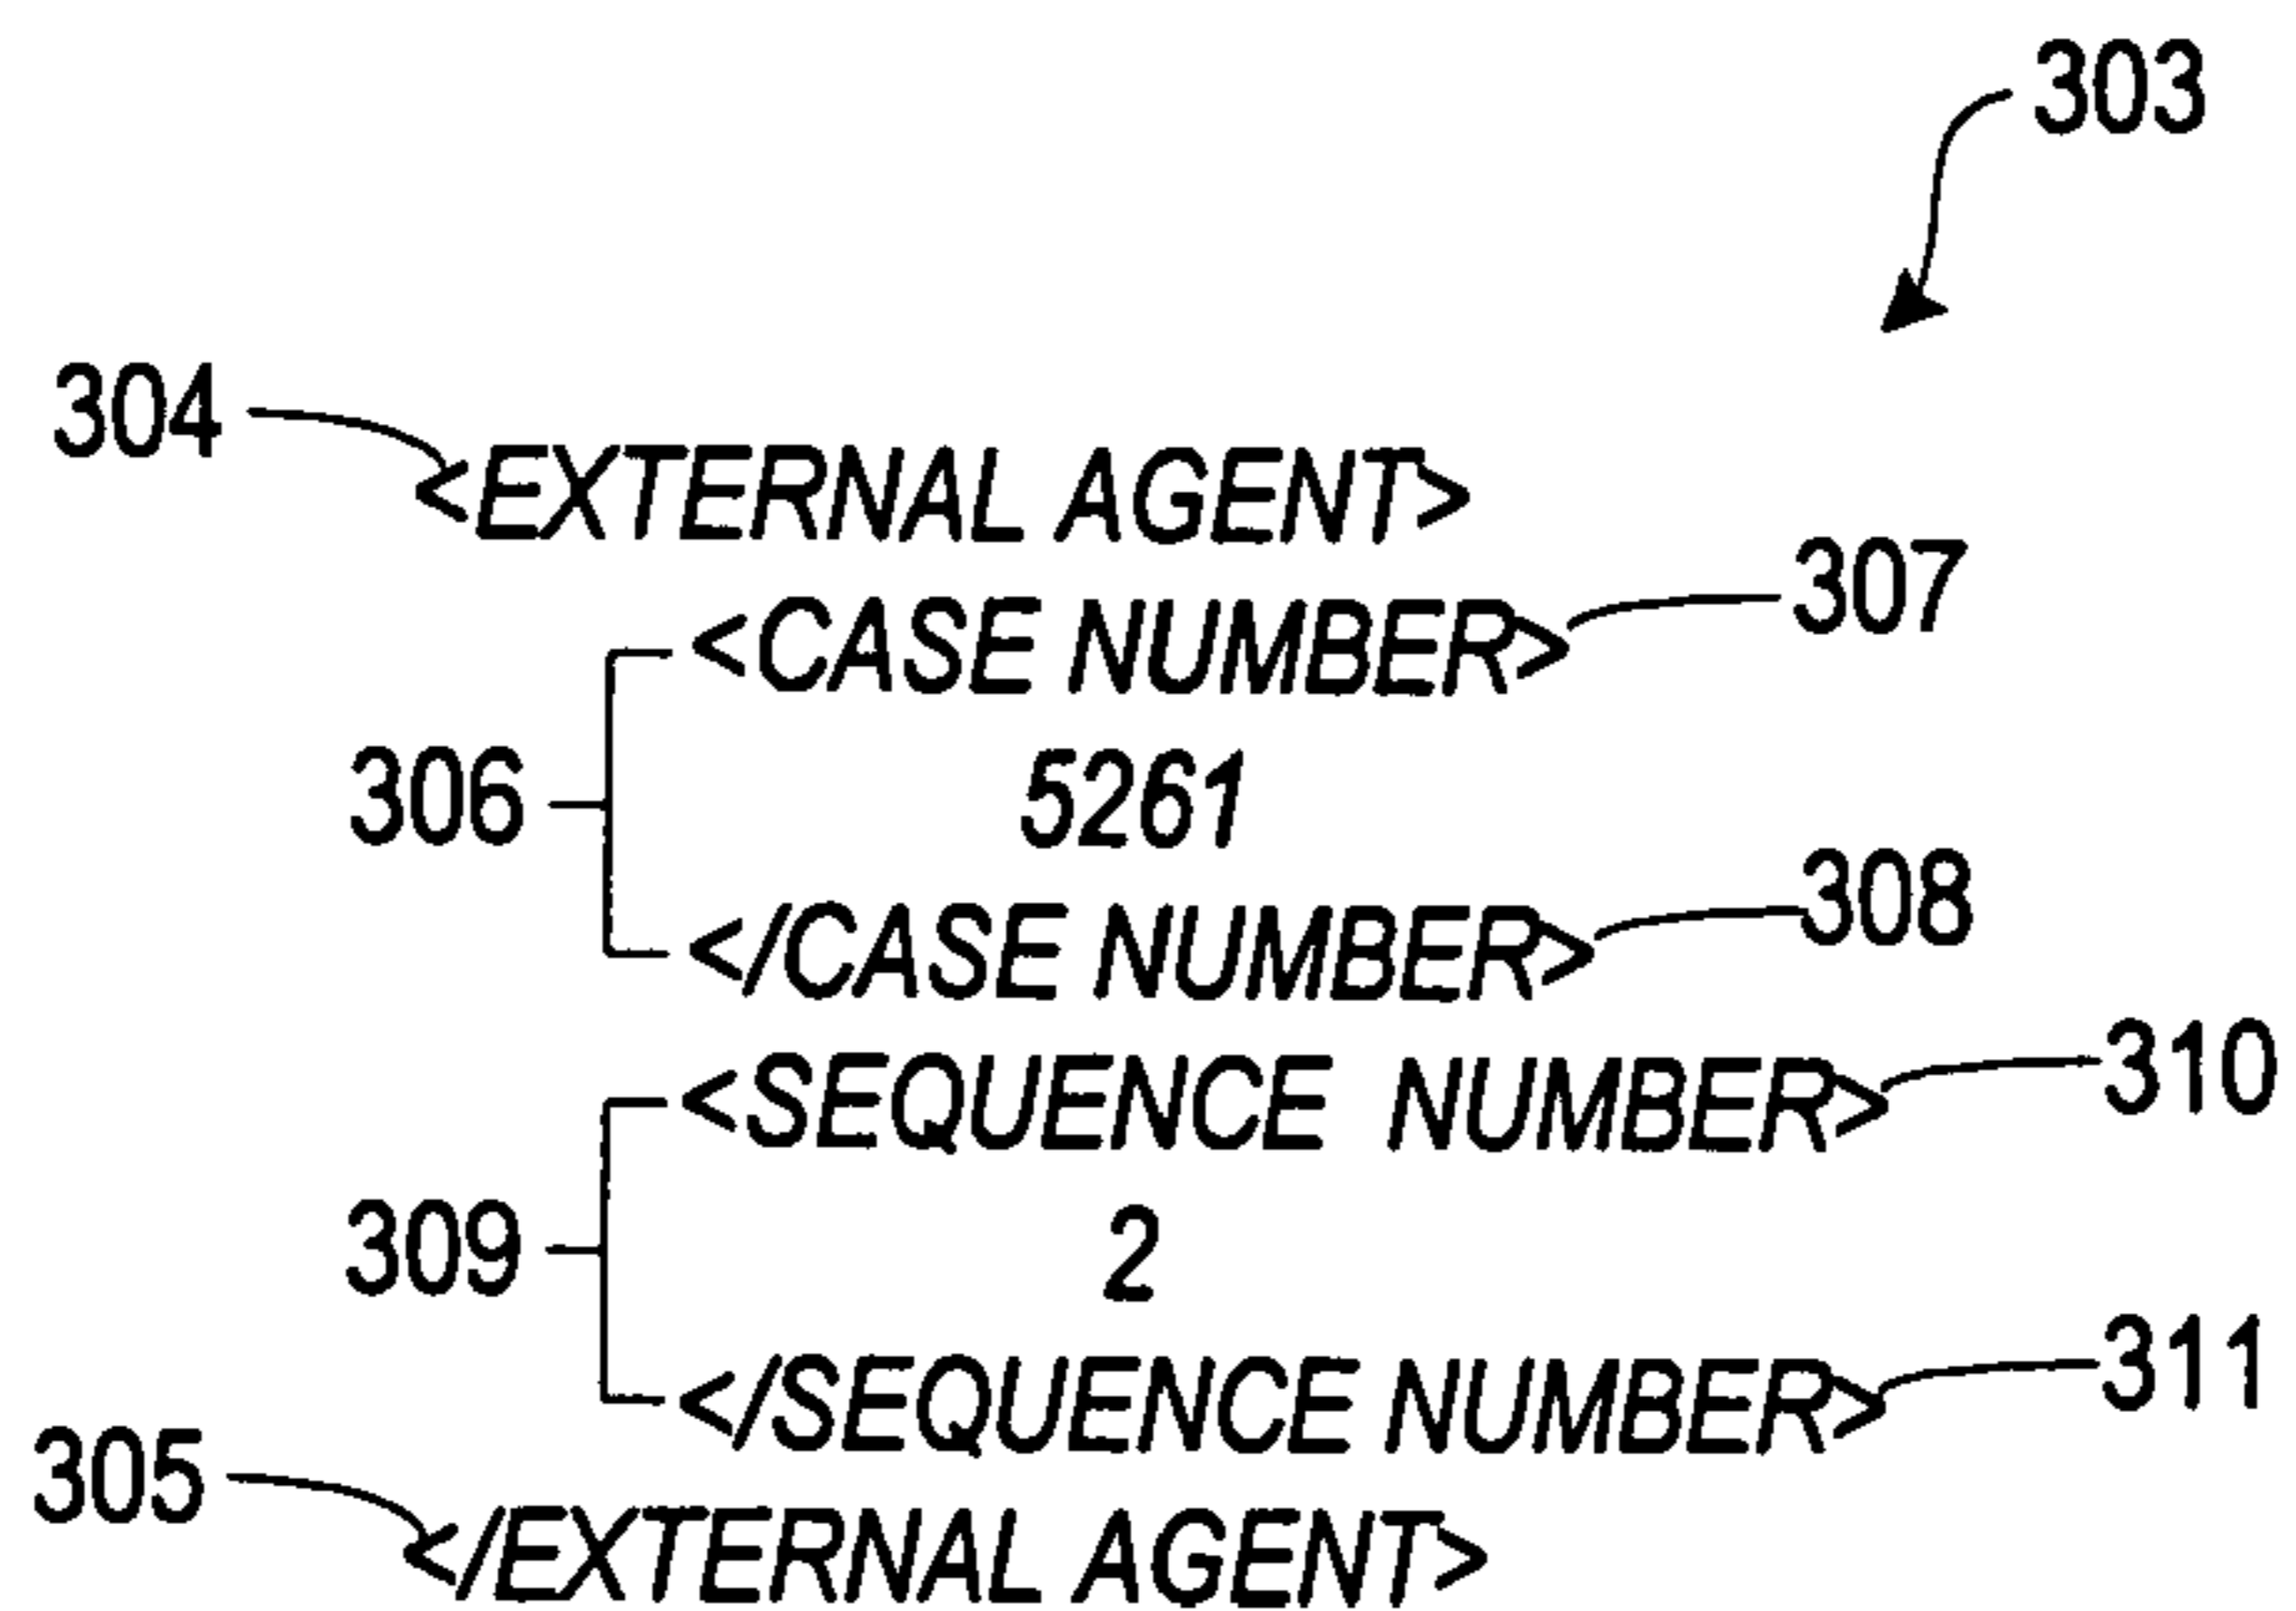 303
304
<EXTERNAL AGENT>
<CASE NUMBER> 307
306 5261
</CASE NUMBER> 308
<SEQUENCE NUMBER> 310
309 2
</SEQUENCE NUMBER> 311
305
</EXTERNAL AGENT>